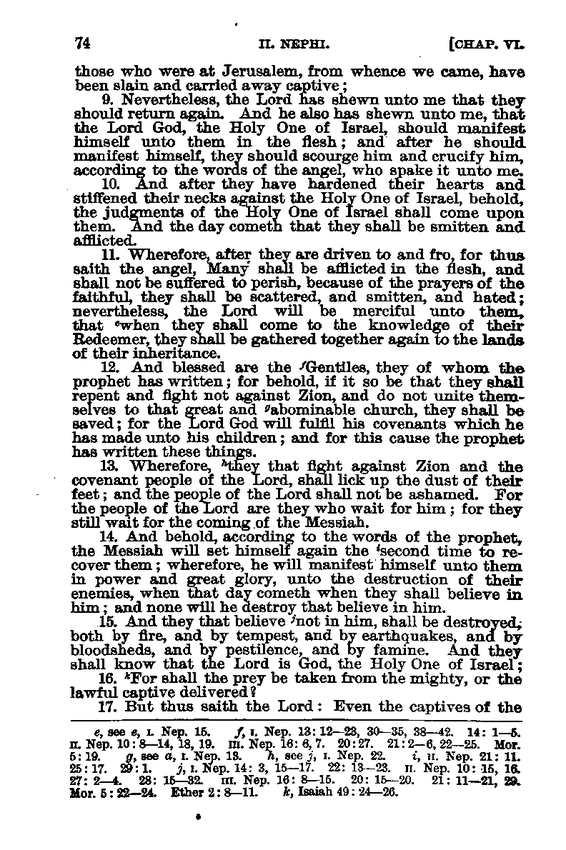 74 II. NEPHI. [CHAP. VI.
those who were at Jerusalem, from whence we came, have
been slain and carried away captive;
9. Nevertheless, the Lord has shewn unto me that they
should return again. And he also has shewn unto me, that
the Lord God, the Holy One of Israel, should manifest
himself unto them in the flesh; and after he should
manifest himself, they should scourge him and crucify him,
according to the words of the angel, who spake it unto me.
10. And after they have hardened their hearts and
stiffened their necks against the Holy One of Israel, behold,
the judgments of the Holy One of Israel shall come upon
them. And the day cometh that they shall be smitten and
afflicted.
11. Wherefore, after they are driven to and fro, for thus
saith the angel, Many shall be afflicted in the flesh, and
shall not be suffered to perish, because of the prayers of the
faithful, they shall be scattered, and smitten, and hated;
nevertheless, the Lord will be merciful unto them,
that ᵉwhen they shall come to the knowledge of their
Redeemer, they shall be gathered together again to the lands
of their inheritance.
12. And blessed are the ᶠGentiles, they of whom the
prophet has written; for behold, if it so be that they shall
repent and fight not against Zion, and do not unite them-
selves to that great and ᵍabominable church, they shall be
saved; for the Lord God will fulfil his covenants which he
has made unto his children; and for this cause the prophet
has written these things.
13. Wherefore, ʰthey that fight against Zion and the
covenant people of the Lord, shall lick up the dust of their
feet; and the people of the Lord shall not be ashamed. For
the people of the Lord are they who wait for him; for they
still wait for the coming of the Messiah.
14. And behold, according to the words of the prophet,
the Messiah will set himself again the ⁱsecond time to re-
cover them; wherefore, he will manifest himself unto them
in power and great glory, unto the destruction of their
enemies, when that day cometh when they shall believe in
him; and none will he destroy that believe in him.
15. And they that believe ʲnot in him, shall be destroyed,
both by fire, and by tempest, and by earthquakes, and by
bloodsheds, and by pestilence, and by famine. And they
shall know that the Lord is God, the Holy One of Israel;
16. ᵏFor shall the prey be taken from the mighty, or the
lawful captive delivered?
17. But thus saith the Lord: Even the captives of the
e, see e, I. Nep. 15. f, I. Nep. 13: 12—23, 30—35, 38—42. 14: 1—5.
II. Nep. 10: 8—14, 18, 19. III. Nep. 16: 6, 7. 20:27. 21: 2—6, 22—25. Mor.
5: 19. g, see a, I. Nep. 13. h, see j, I. Nep. 22. i, II. Nep. 21: 11.
25: 17. 29: 1. j, I. Nep. 14: 3, 15—17. 22: 13—23. II. Nep. 10: 15, 16.
27: 2—4. 28: 15—32. III. Nep. 16: 8—15. 20: 15—20. 21: 11—21, 29.
Mor. 5: 22—24. Ether 2: 8—11. k, Isaiah 49: 24—26.